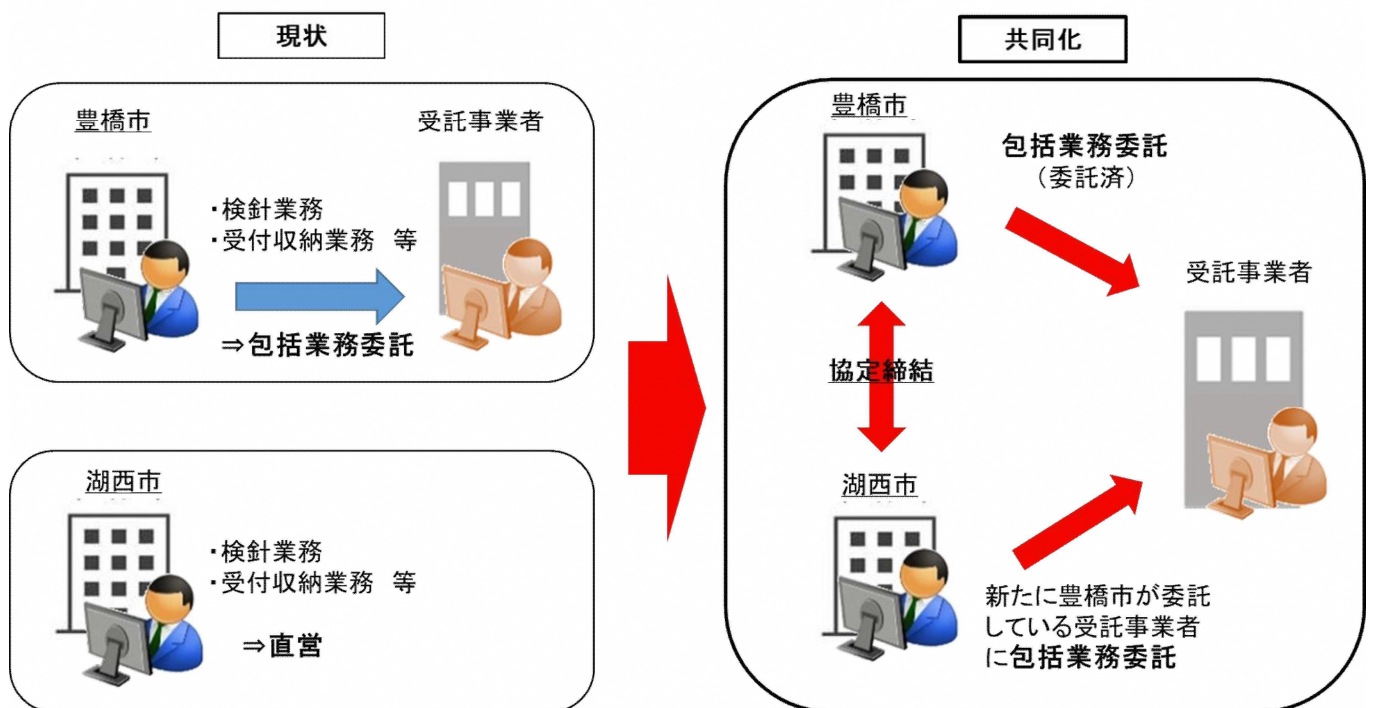 現状
豊橋市
受託事業者
・検針業務
・受付収納業務 等
⇒包括業務委託
湖西市
・検針業務
・受付収納業務 等
⇒直営
共同化
豊橋市
包括業務委託
(委託済)
受託事業者
協定締結
湖西市
新たに豊橋市が委託
している受託事業者
に包括業務委託